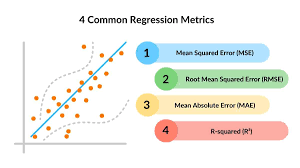 4 Common Regression Metrics
1
Mean Squared Error (MSE)
2
Root Mean Squared Error (RMSE)
3
Mean Absolute Error (MAE)
4
R-squared (R²)